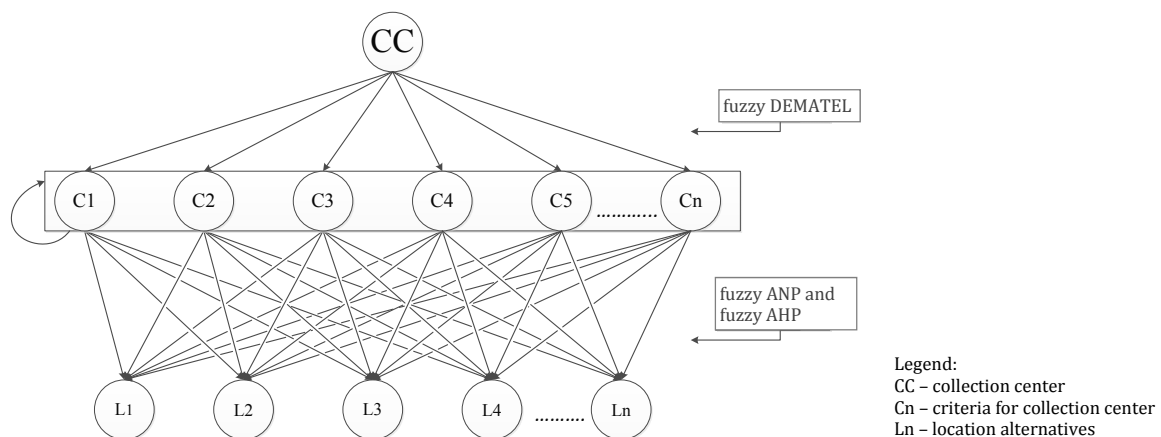 CC
fuzzy DEMATEL
C1 C2 C3 C4 C5 ............ Cn
fuzzy ANP and
fuzzy AHP
L1 L2 L3 L4 .......... Ln
Legend:
CC – collection center
Cn – criteria for collection center
Ln – location alternatives